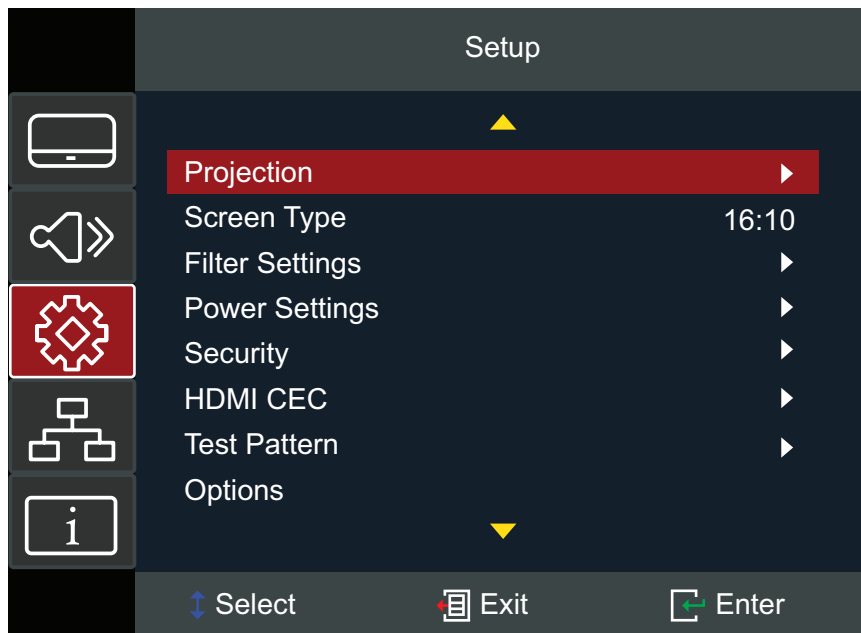 Setup
Projection
Screen Type 16:10
Filter Settings
Power Settings
Security
HDMI CEC
Test Pattern
Options
i
Select Exit Enter